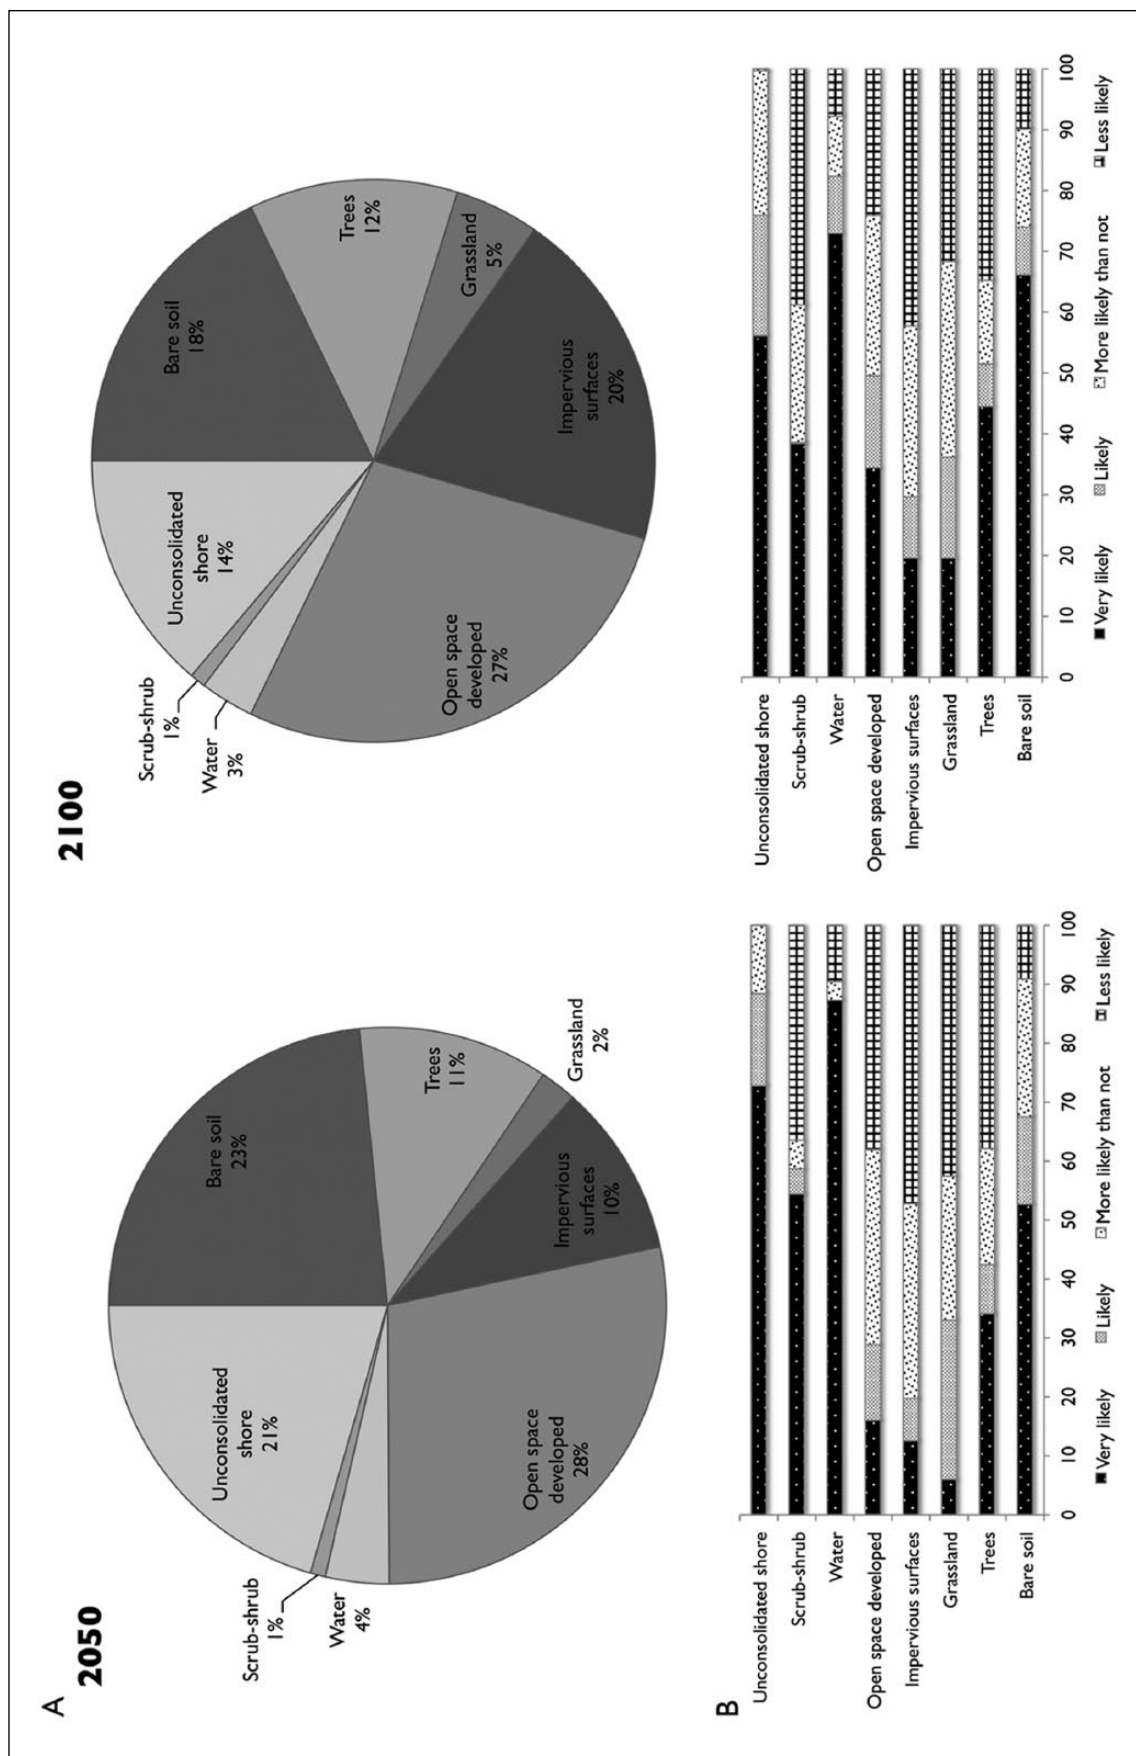 A
2050
Unconsolidated
shore
21%
Bare soil
23%
Trees
11%
Grassland
2%
Impervious
surfaces
10%
Open space
developed
28%
Water
4%
Scrub-shrub
1%
2100
Unconsolidated
shore
14%
Bare soil
18%
Trees
12%
Grassland
5%
Impervious
surfaces
20%
Open space
developed
27%
Water
3%
Scrub-shrub
1%
B
Unconsolidated shore
Scrub-shrub
Water
Open space developed
Impervious surfaces
Grassland
Trees
Bare soil
0 10 20 30 40 50 60 70 80 90 100
Very likely Likely More likely than not Less likely
Unconsolidated shore
Scrub-shrub
Water
Open space developed
Impervious surfaces
Grassland
Trees
Bare soil
0 10 20 30 40 50 60 70 80 90 100
Very likely Likely More likely than not Less likely